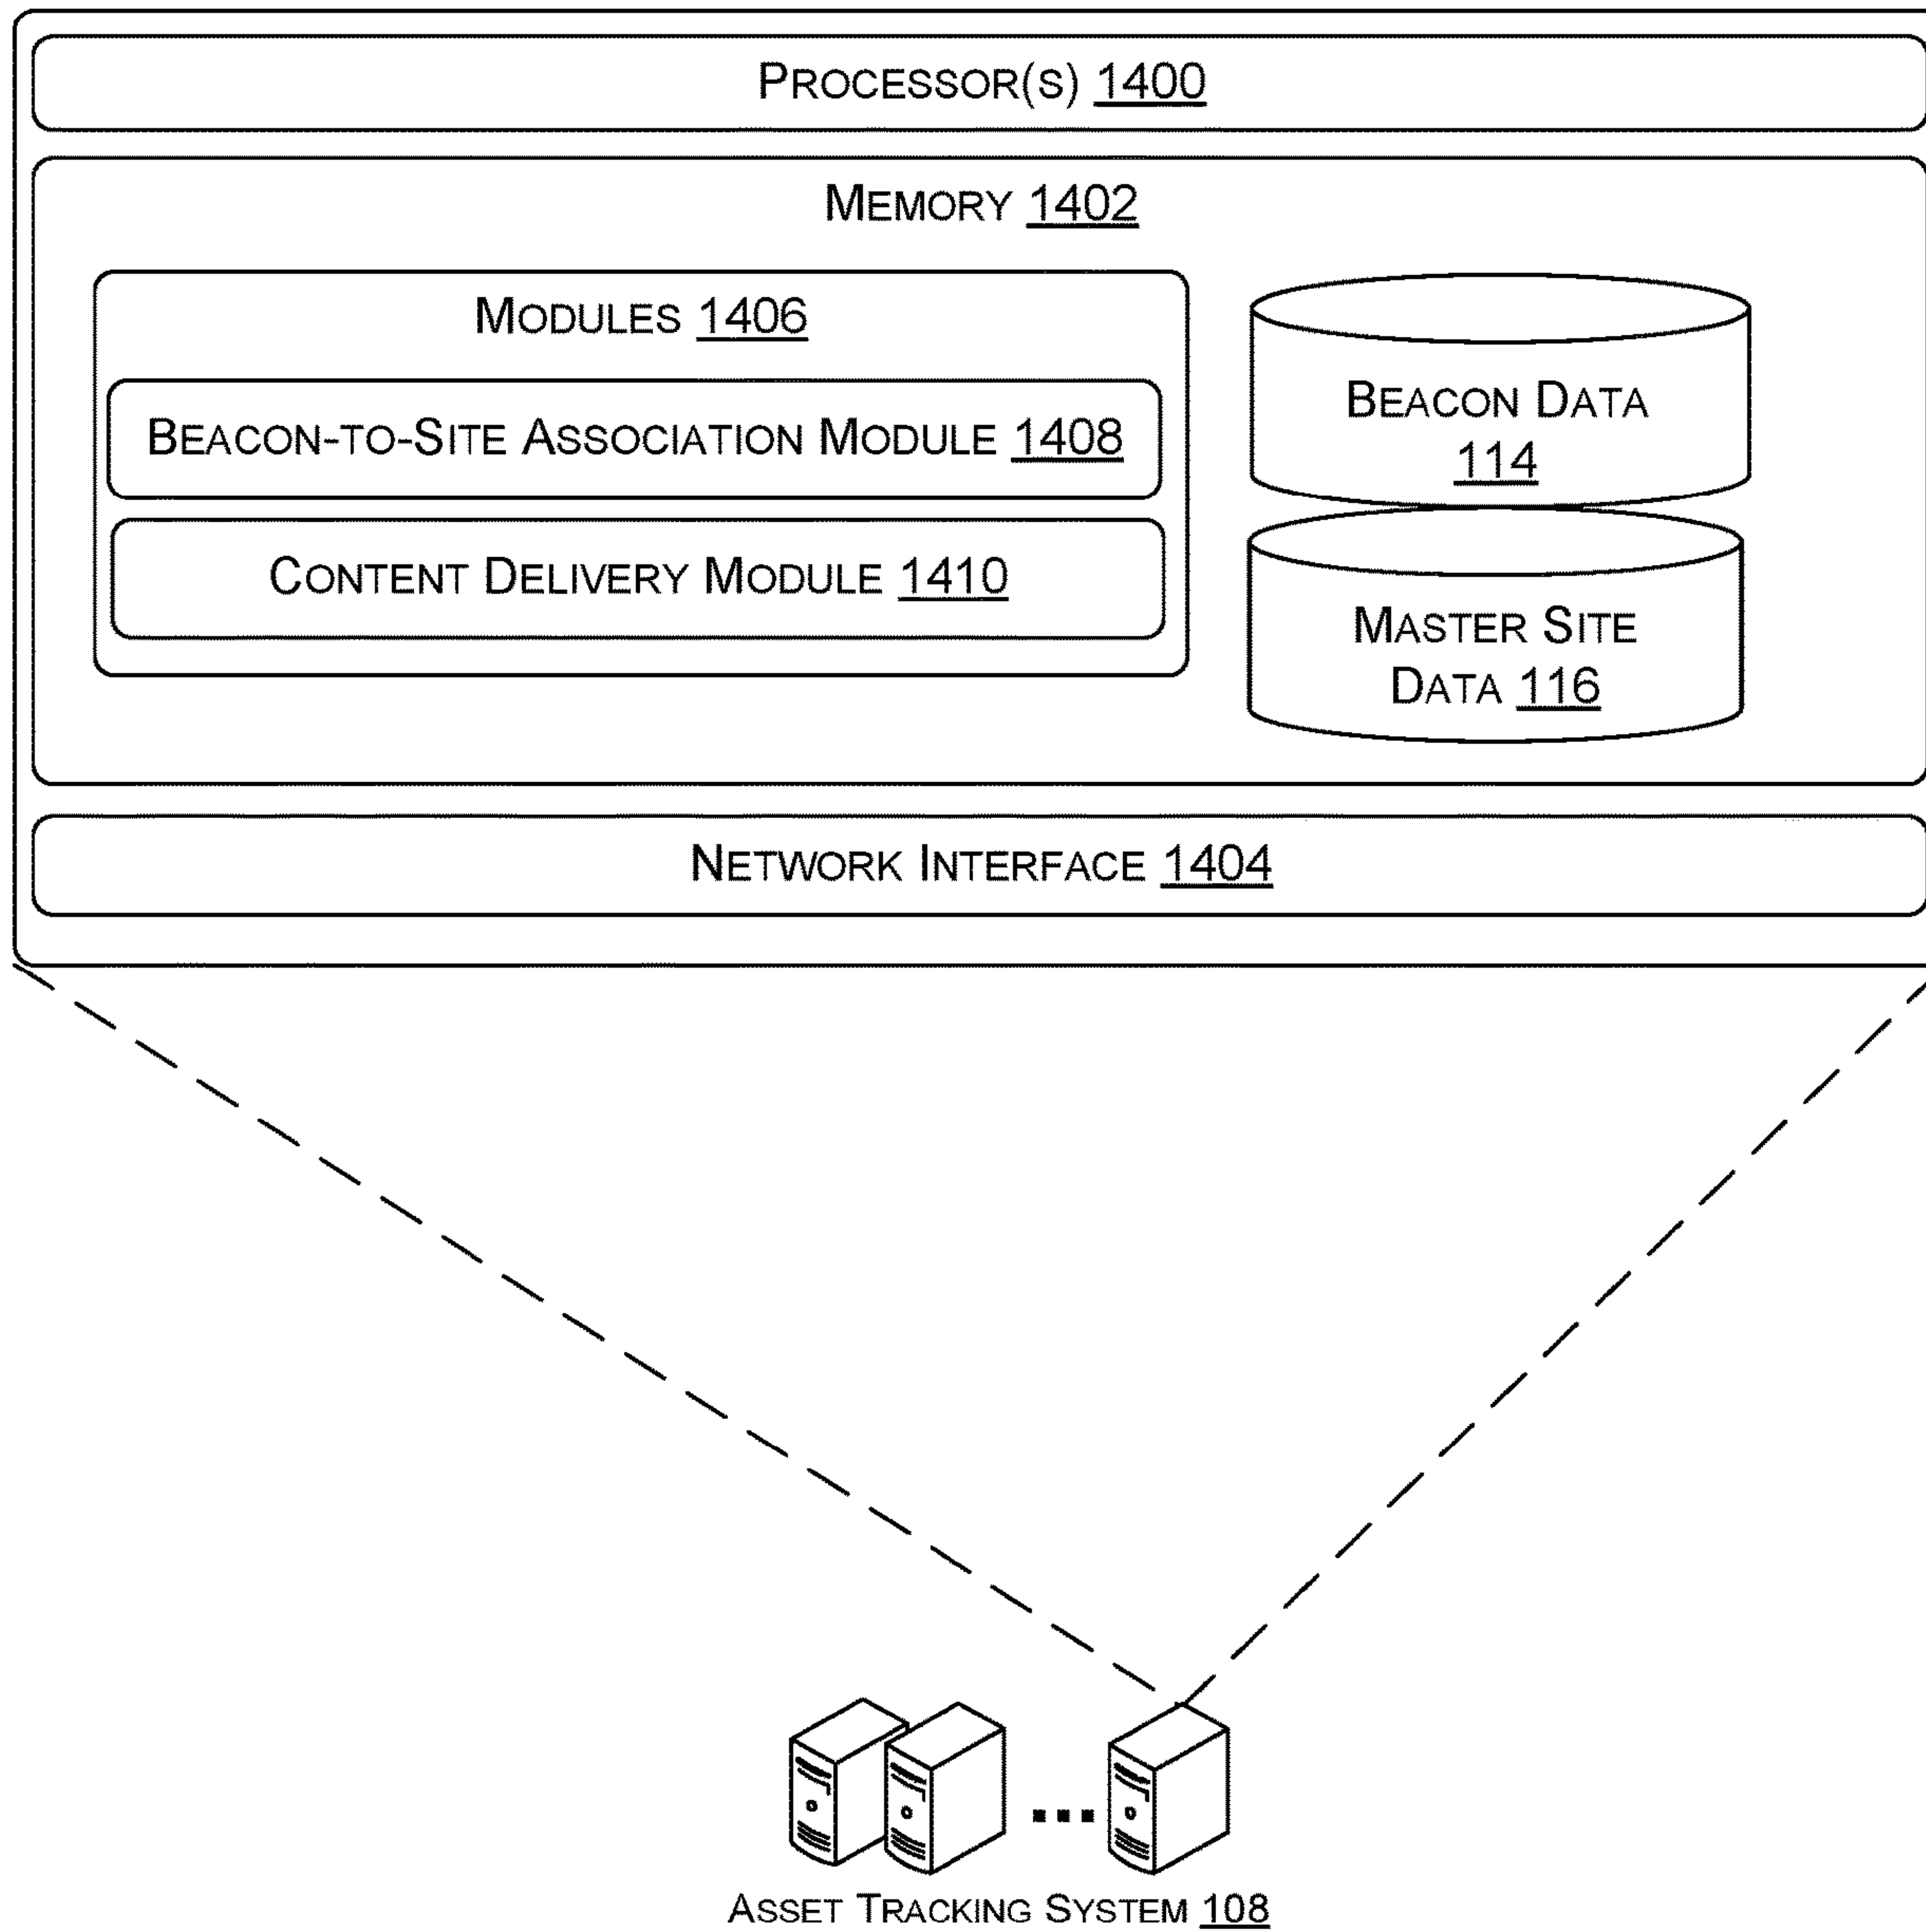 PROCESSOR(S) 1400
MEMORY 1402
MODULES 1406
BEACON-TO-SITE ASSOCIATION MODULE 1408
CONTENT DELIVERY MODULE 1410
BEACON DATA
114
MASTER SITE
DATA 116
NETWORK INTERFACE 1404
ASSET TRACKING SYSTEM 108